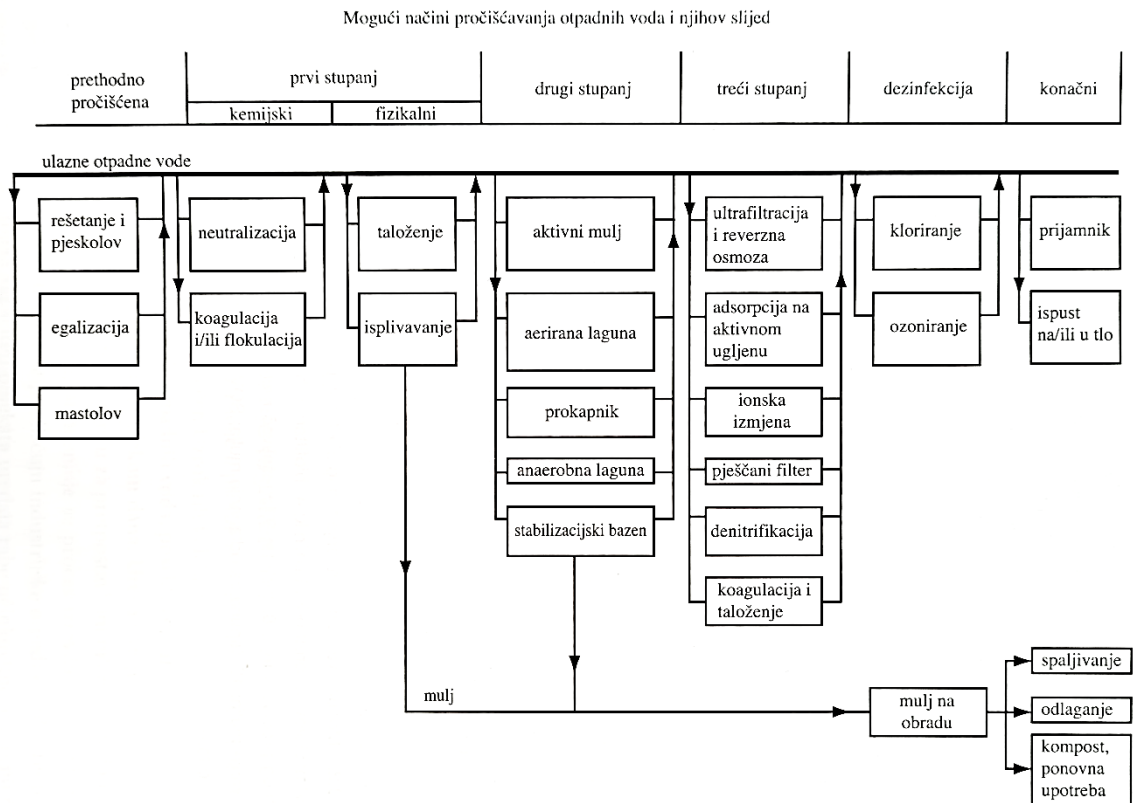 Mogući načini pročišćavanja otpadnih voda i njihov slijed
prethodno
pročišćena
prvi stupanj
kemijski
fizikalni
drugi stupanj
treći stupanj
dezinfekcija
konačni
ulazne otpadne vode
rešetanje i
pjeskolov
egalizacija
mastolov
neutralizacija
koagulacija
i/ili flokulacija
taloženje
isplivavanje
aktivni mulj
aerirana laguna
prokapnik
anaerobna laguna
stabilizacijski bazen
ultrafiltracija
i reverzna
osmoza
adsorpcija na
aktivnom
ugljenu
ionska
izmjena
pješčani filter
denitrifikacija
koagulacija i
taloženje
kloriranje
ozoniranje
prijamnik
ispust
na/ili u tlo
mulj
mulj na
obradu
spaljivanje
odlaganje
kompost,
ponovna
upotreba